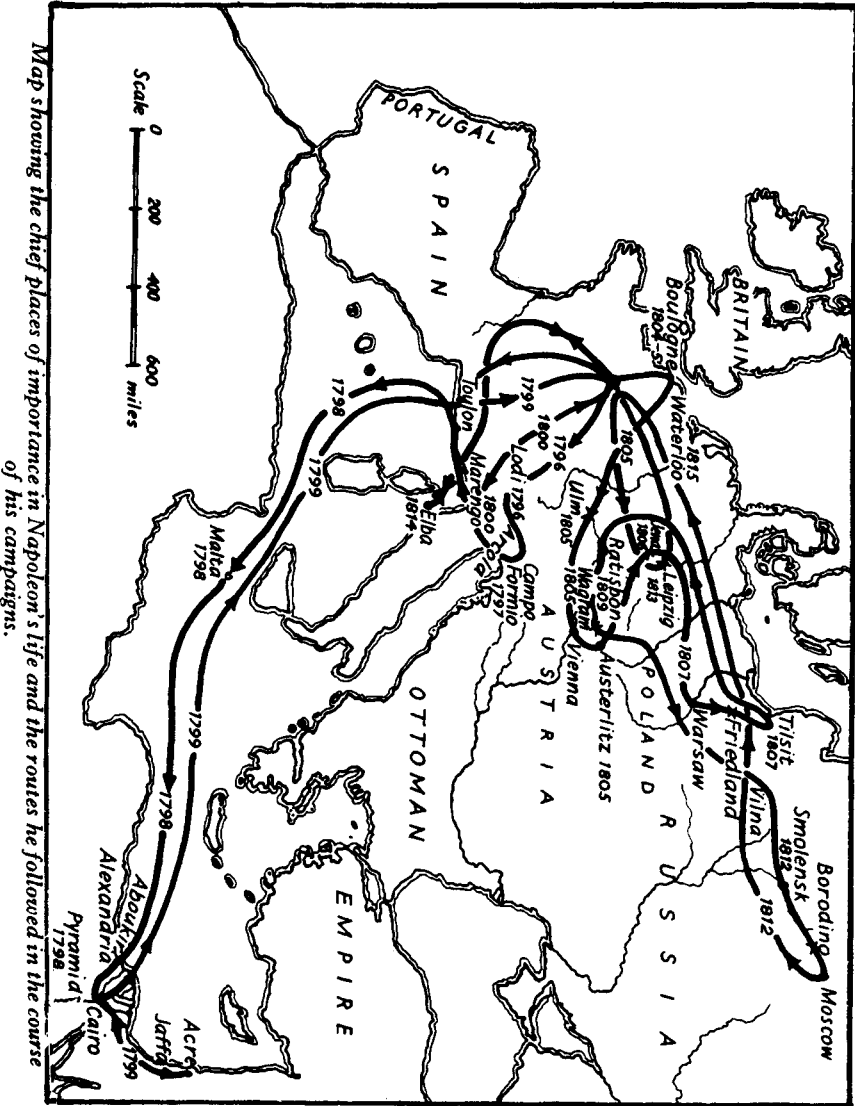 BRITAIN
Boulogne
1804-5
Waterloo
1815
PORTUGAL
SPAIN
Toulon
1799
1800
1796
1805
Ulm
1805
Lodi 1796
Marengo
1800
Elba
1814
Campo
Formio
1797
Ratisbon
1809
Wagram
Jena
Leipzig
1813
1805
Vienna
Austerlitz 1805
AUSTRIA
POLAND
1807
Warsaw
Friedland
Tilsit
1807
Vilna
Smolensk
1812
Borodino
Moscow
1812
RUSSIA
OTTOMAN
EMPIRE
1798
1799
Malta
1798
1799
1798
Aboukir
Alexandria
Pyramid
1798
Cairo
1799
Jaffa
Acre
Scale 0 200 400 600 miles
Map showing the chief places of importance in Napoleon's life and the routes he followed in the course
of his campaigns.